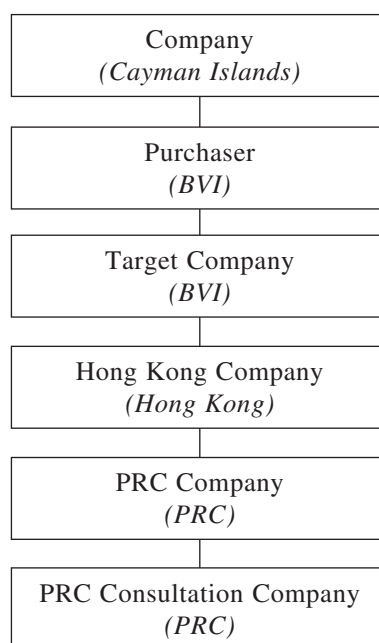 Company
(Cayman Islands)
Purchaser
(BVI)
Target Company
(BVI)
Hong Kong Company
(Hong Kong)
PRC Company
(PRC)
PRC Consultation Company
(PRC)